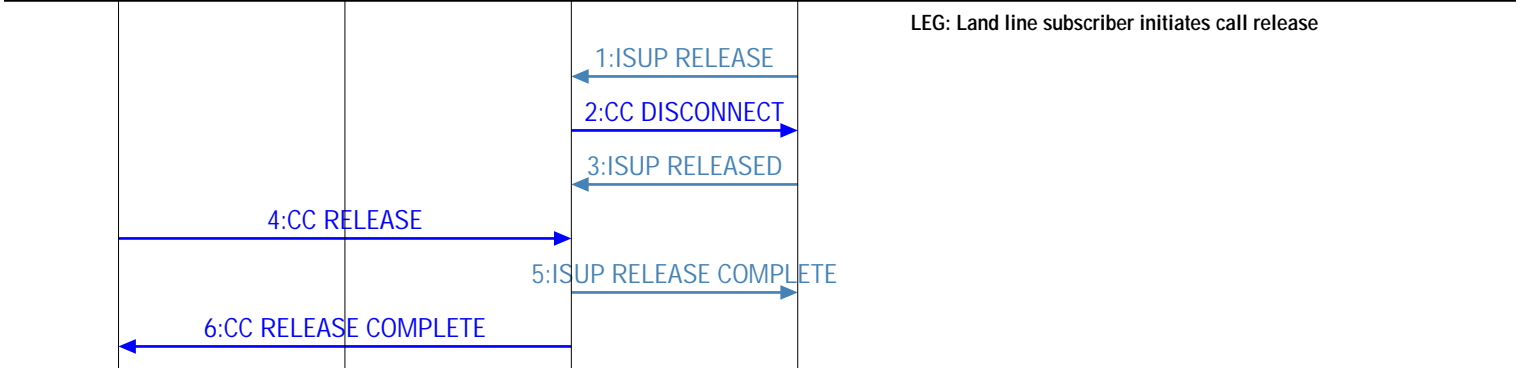 LEG: Land line subscriber initiates call release
1:ISUP RELEASE
2:CC DISCONNECT
3:ISUP RELEASED
4:CC RELEASE
5:ISUP RELEASE COMPLETE
6:CC RELEASE COMPLETE